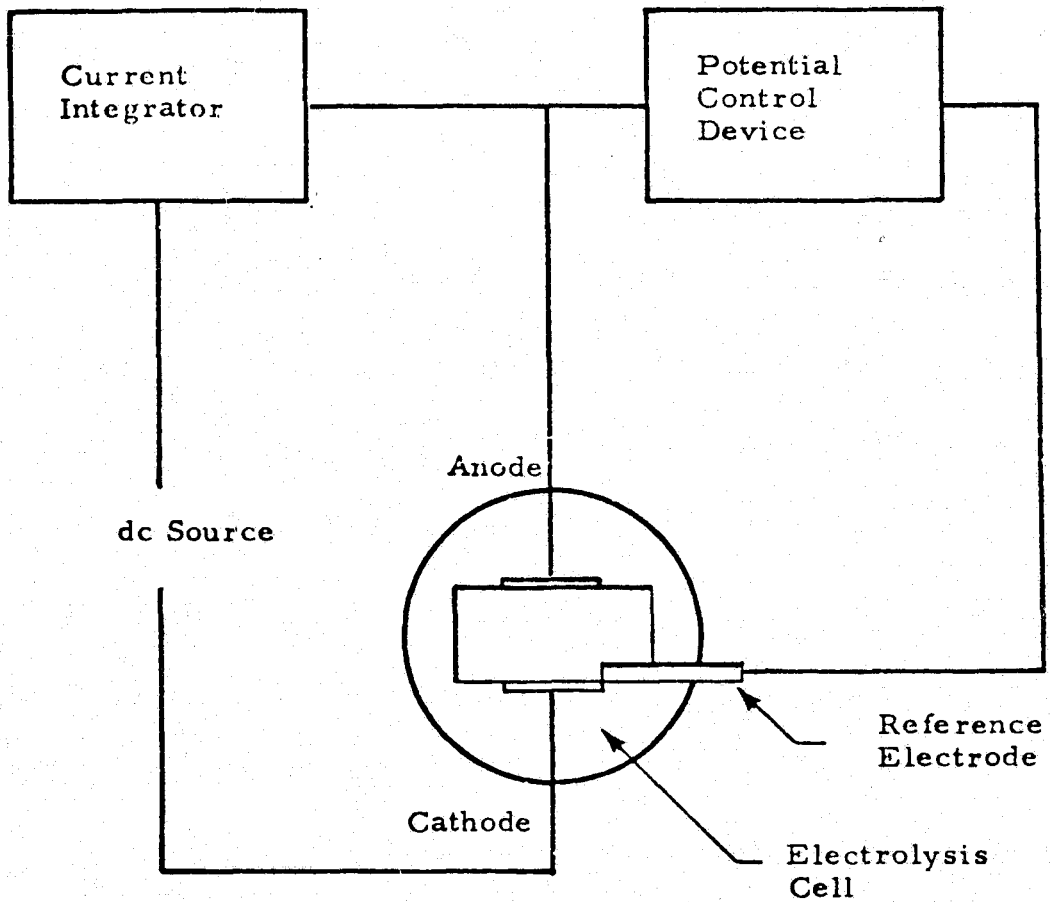 Current
Integrator
Potential
Control
Device
Anode
dc Source
Reference
Electrode
Cathode
Electrolysis
Cell